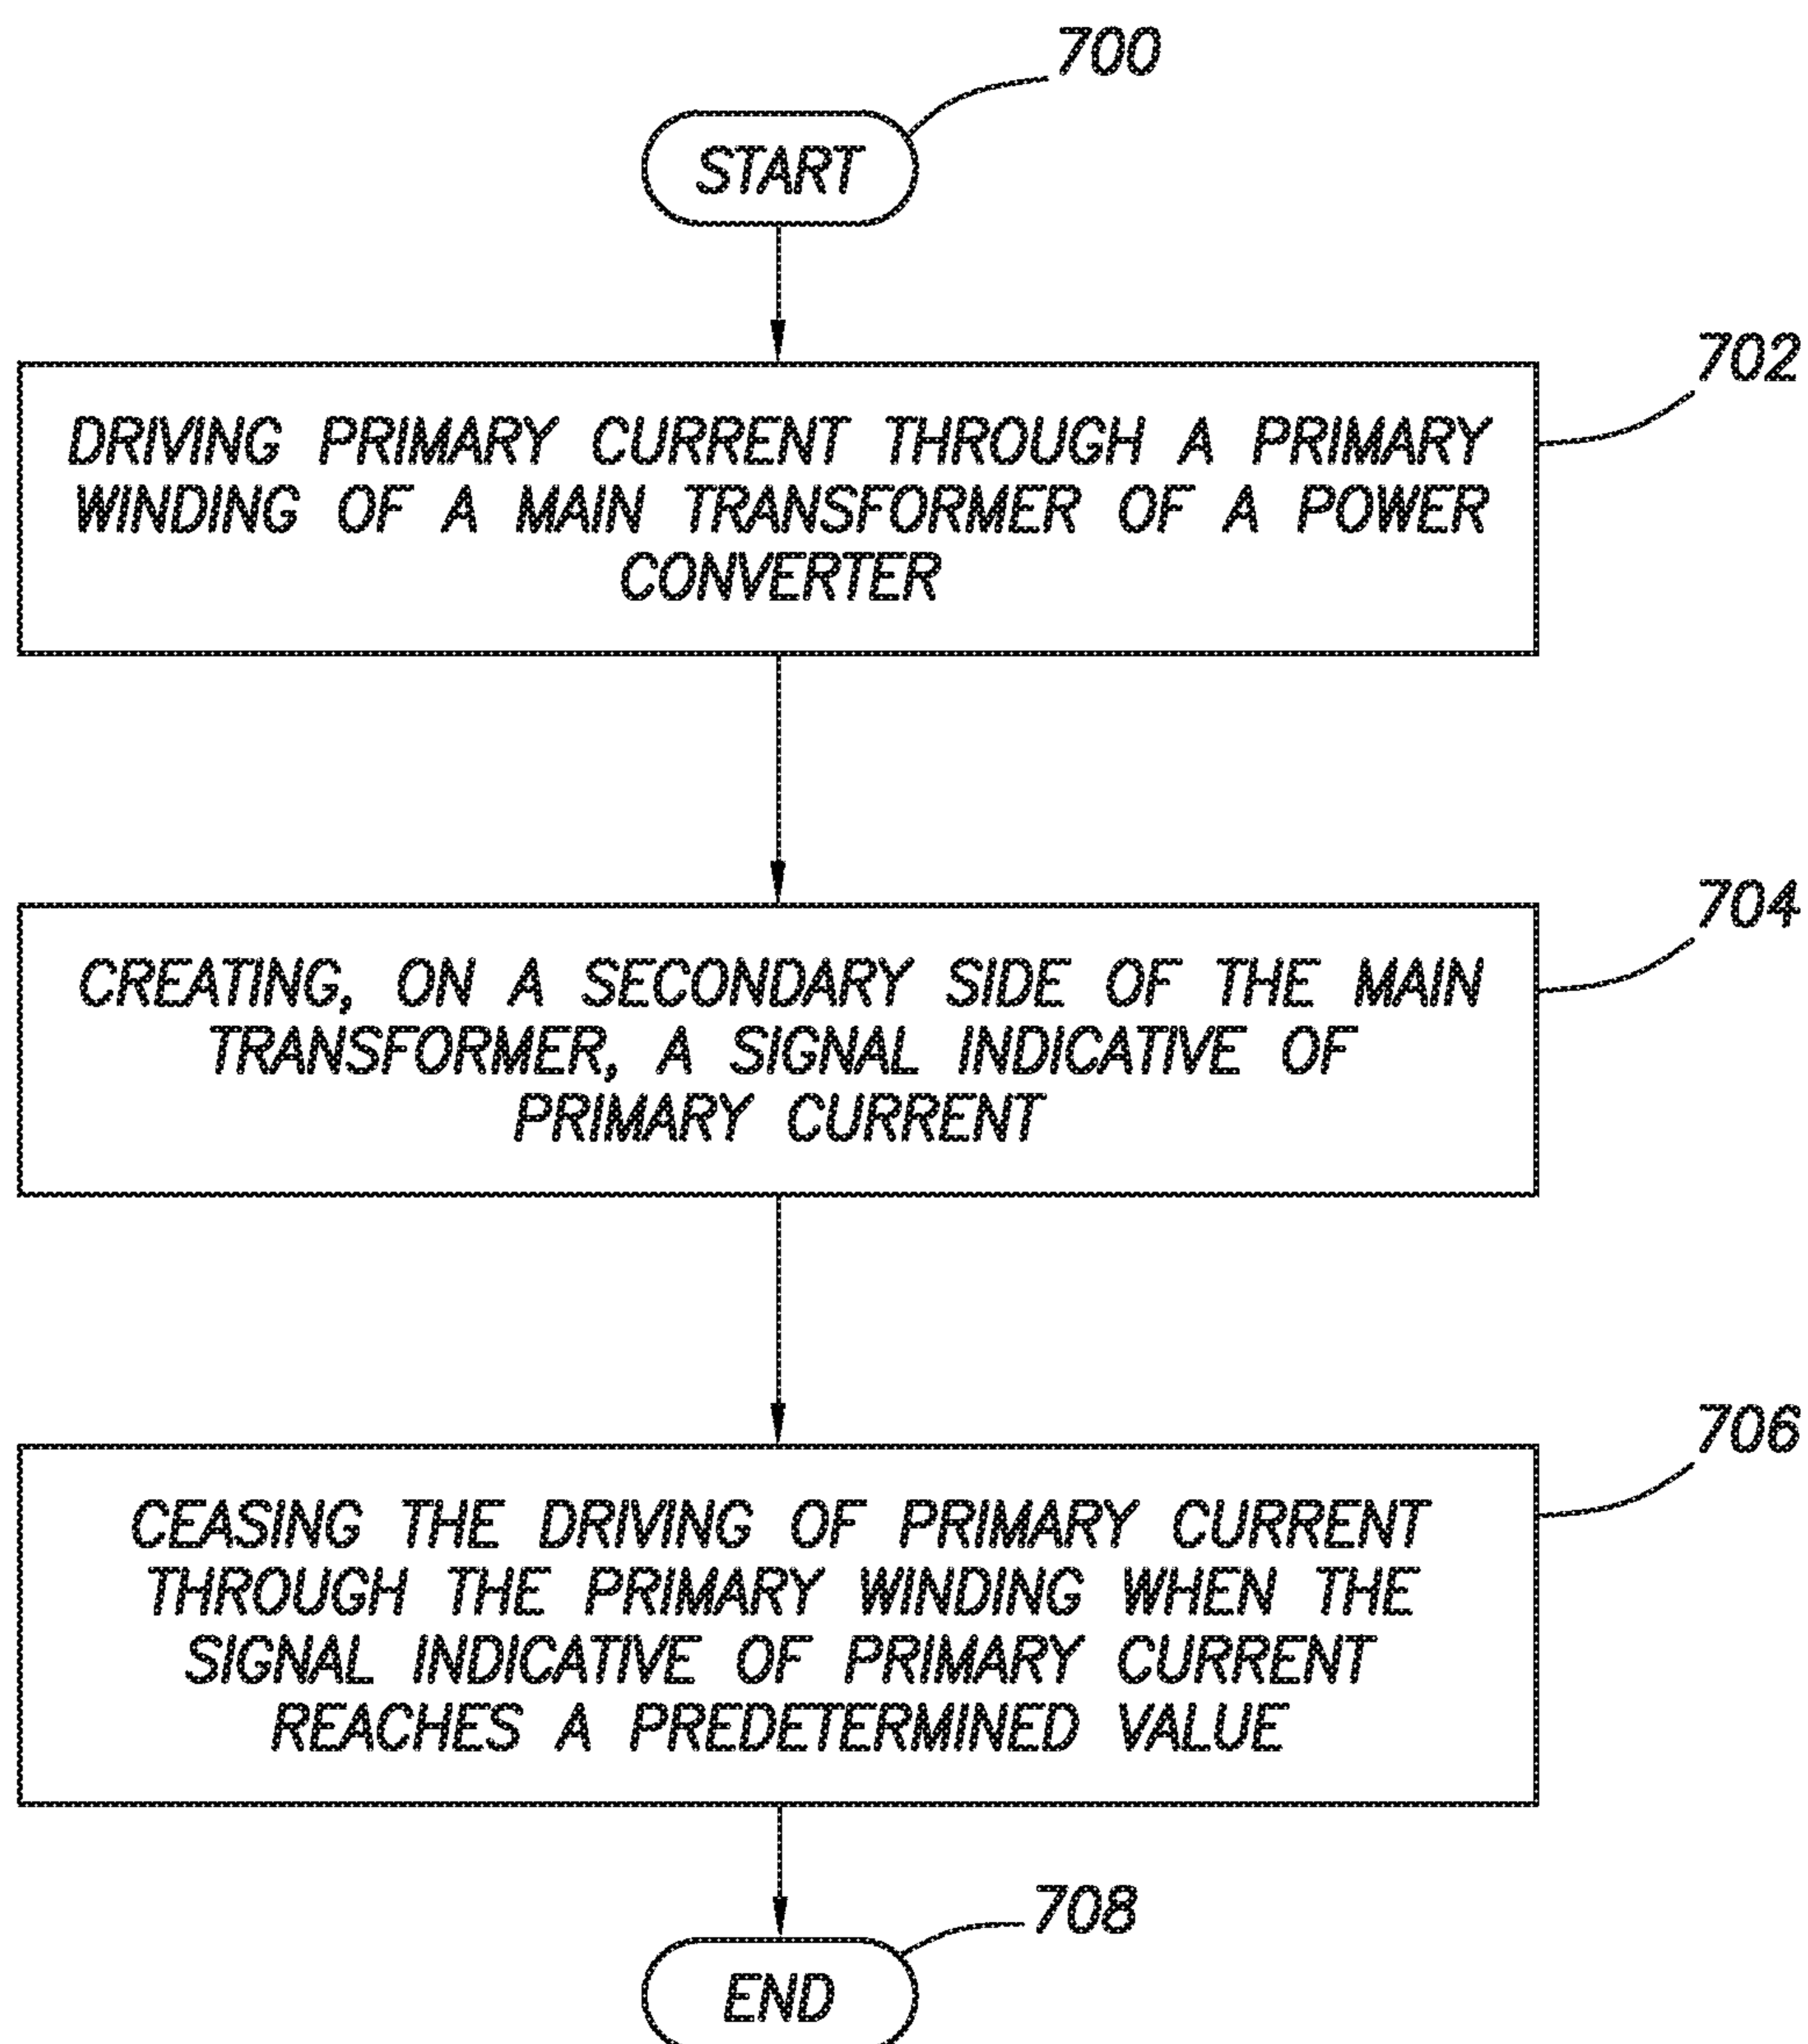 700
START
702
DRIVING PRIMARY CURRENT THROUGH A PRIMARY
WINDING OF A MAIN TRANSFORMER OF A POWER
CONVERTER
704
CREATING, ON A SECONDARY SIDE OF THE MAIN
TRANSFORMER, A SIGNAL INDICATIVE OF
PRIMARY CURRENT
706
CEASING THE DRIVING OF PRIMARY CURRENT
THROUGH THE PRIMARY WINDING WHEN THE
SIGNAL INDICATIVE OF PRIMARY CURRENT
REACHES A PREDETERMINED VALUE
708
END